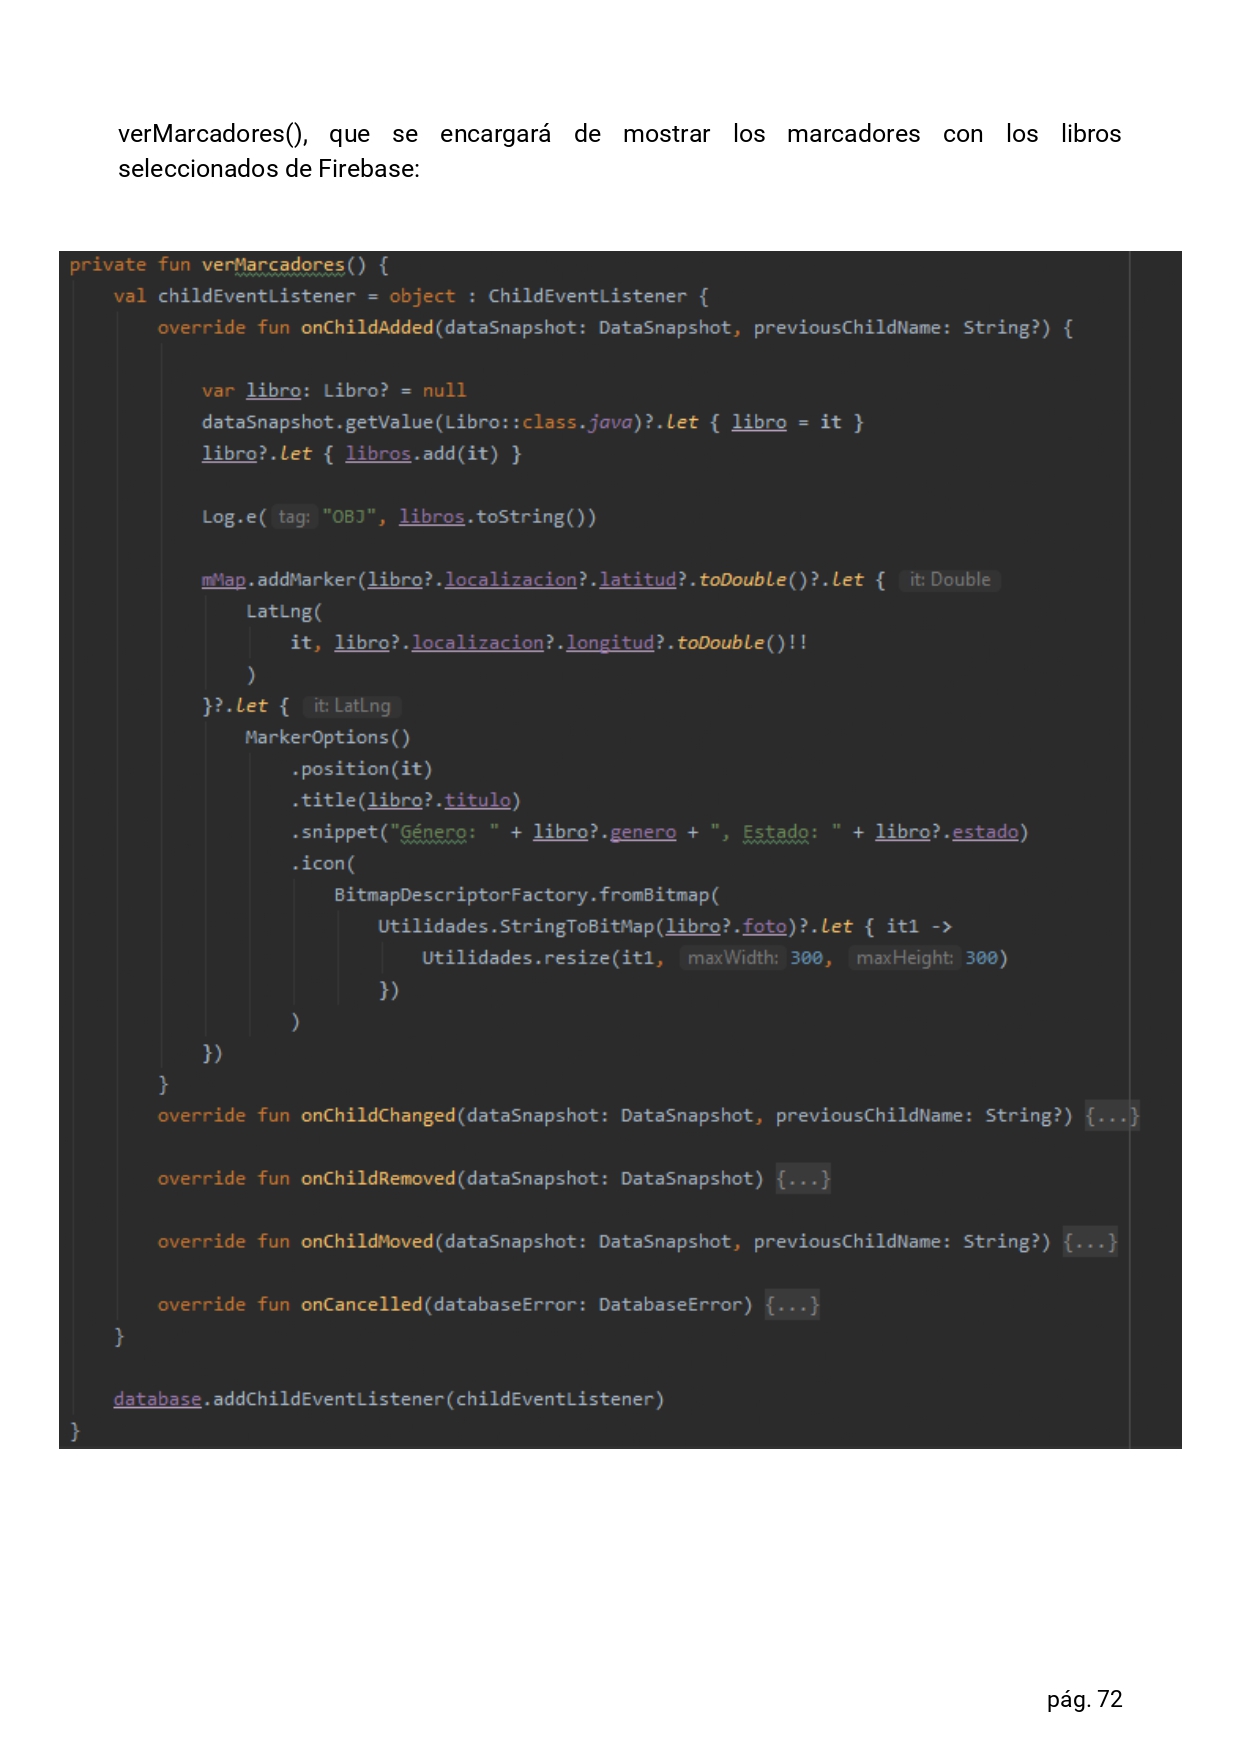 verMarcadores(), que se encargará de mostrar los marcadores con los libros
seleccionados de Firebase:
private fun verMarcadores() {
val childEventListener = object : ChildEventListener {
override fun onChildAdded(dataSnapshot: DataSnapshot, previousChildName: String?) {
var libro: Libro? = null
dataSnapshot.getValue(Libro::class.java)?.let { libro = it }
libro?.let { libros.add(it) }
Log.e( tag: "OBJ", libros.toString())
mMap.addMarker(libro?.localizacion?.latitud?.toDouble()?.let { it: Double
LatLng(
it, libro?.localizacion?.longitud?.toDouble()!!
)
}?.let { it: LatLng
MarkerOptions()
.position(it)
.title(libro?.titulo)
.snippet("Género: " + libro?.genero + ", Estado: " + libro?.estado)
.icon(
BitmapDescriptorFactory.fromBitmap(
Utilidades.StringToBitMap(libro?.foto)?.let { it1 ->
Utilidades.resize(it1, maxWidth: 300, maxHeight: 300)
})
)
})
}
override fun onChildChanged(dataSnapshot: DataSnapshot, previousChildName: String?) {...}
override fun onChildRemoved(dataSnapshot: DataSnapshot) {...}
override fun onChildMoved(dataSnapshot: DataSnapshot, previousChildName: String?) {...}
override fun onCancelled(databaseError: DatabaseError) {...}
}
database.addChildEventListener(childEventListener)
}
pág. 72